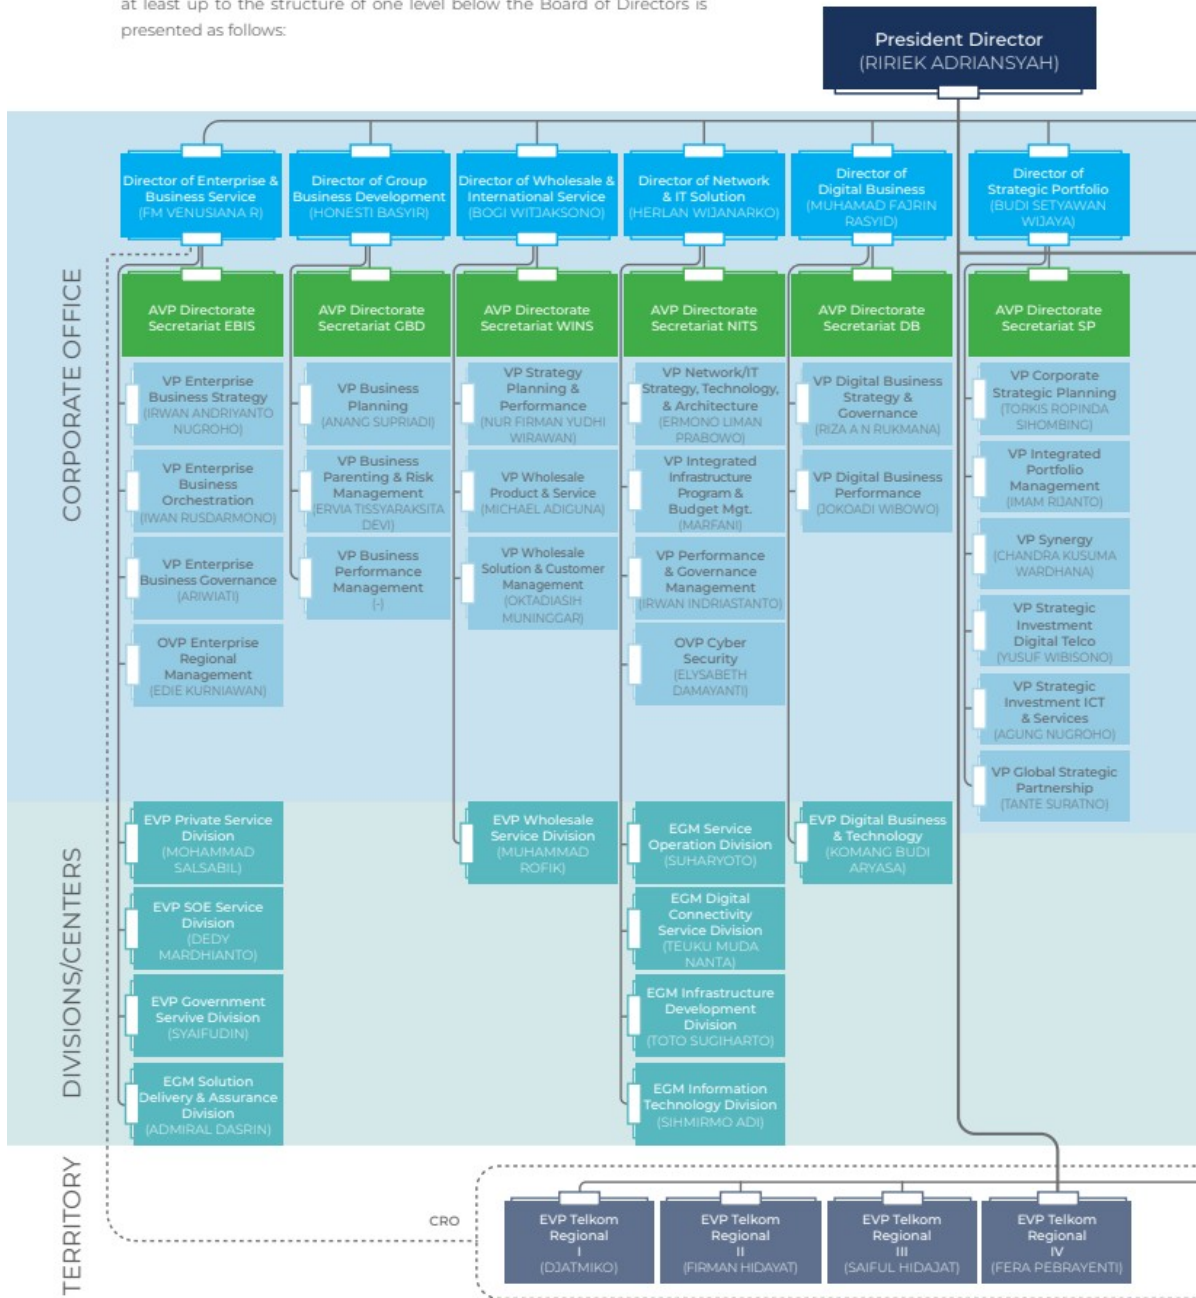 at least up to the structure of one level below the Board of Directors is
presented as follows:
President Director
(RIRIEK ADRIANSYAH)
CORPORATE OFFICE
Director of Enterprise &
Business Service
(FM VENUSIANA R)
Director of Group
Business Development
(HONESTI BASYIR)
Director of Wholesale &
International Service
(BOGI WITJAKSONO)
Director of Network
& IT Solution
(HERLAN WIJANARKO)
Director of
Digital Business
(MUHAMAD FAJRIN
RASYID)
Director of
Strategic Portfolio
(BUDI SETYAWAN
WIJAYA)
AVP Directorate
Secretariat EBIS
AVP Directorate
Secretariat GBD
AVP Directorate
Secretariat WINS
AVP Directorate
Secretariat NITS
AVP Directorate
Secretariat DB
AVP Directorate
Secretariat SP
VP Enterprise
Business Strategy
(IRWAN ANDRIYANTO
NUGROHO)
VP Enterprise
Business
Orchestration
(IWAN RUSDARMONO)
VP Enterprise
Business Governance
(ARIWIATI)
OVP Enterprise
Regional
Management
(EDIE KURNIAWAN)
VP Business
Planning
(ANANG SUPRIADI)
VP Business
Parenting & Risk
Management
(ERVIA TISSYARAKSITA
DEVI)
VP Business
Performance
Management
(-)
VP Strategy
Planning &
Performance
(NUR FIRMAN YUDHI
WIRAWAN)
VP Wholesale
Product & Service
(MICHAEL ADIGUNA)
VP Wholesale
Solution & Customer
Management
(OKTADIASIH
MUNINGGAR)
VP Network/IT
Strategy, Technology,
& Architecture
(ERMONO LIMAN
PRABOWO)
VP Integrated
Infrastructure
Program &
Budget Mgt.
(MARFANI)
VP Performance
& Governance
Management
(IRWAN INDRIASTANTO)
OVP Cyber
Security
(ELYSABETH
DAMAYANTI)
VP Digital Business
Strategy &
Governance
(RIZA A N RUKMANA)
VP Digital Business
Performance
(JOKOADI WIBOWO)
VP Corporate
Strategic Planning
(TORKIS ROPINDA
SIHOMBING)
VP Integrated
Portfolio
Management
(IMAM RIJANTO)
VP Synergy
(CHANDRA KUSUMA
WARDHANA)
VP Strategic
Investment
Digital Telco
(YUSUF WIBISONO)
VP Strategic
Investment ICT
& Services
(AGUNG NUGROHO)
VP Global Strategic
Partnership
(TANTE SURATNO)
DIVISIONS/CENTERS
EVP Private Service
Division
(MOHAMMAD
SALSABIL)
EVP SOE Service
Division
(DEDY
MARDHIANTO)
EVP Government
Servive Division
(SYAIFUDIN)
EGM Solution
Delivery & Assurance
Division
(ADMIRAL DASRIN)
EVP Wholesale
Service Division
(MUHAMMAD
ROFIK)
EGM Service
Operation Division
(SUHARYOTO)
EGM Digital
Connectivity
Service Division
(TEUKU MUDA
NANTA)
EGM Infrastructure
Development
Division
(TOTO SUGIHARTO)
EGM Information
Technology Division
(SIHMIRMO ADI)
EVP Digital Business
& Technology
(KOMANG BUDI
ARYASA)
TERRITORY
CRO
EVP Telkom
Regional
I
(DJATMIKO)
EVP Telkom
Regional
II
(FIRMAN HIDAYAT)
EVP Telkom
Regional
III
(SAIFUL HIDAJAT)
EVP Telkom
Regional
IV
(FERA PEBRAYENTI)